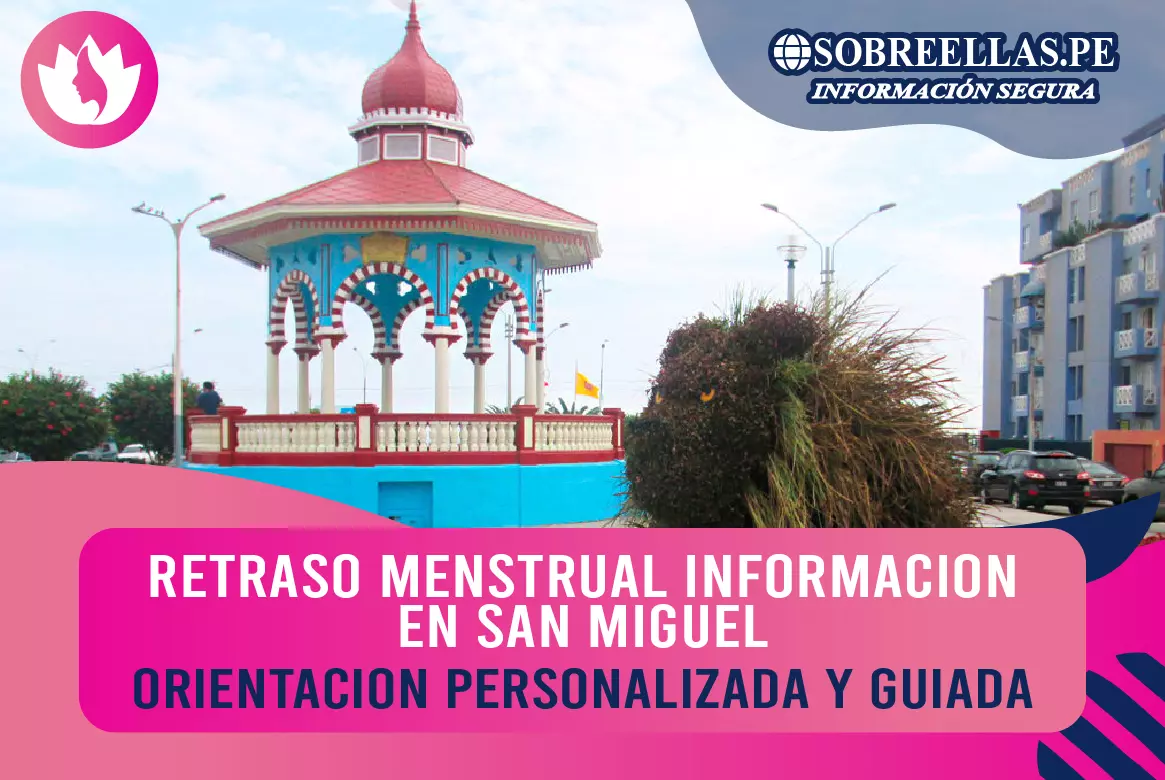 SOBREELLAS.PE
INFORMACIÓN SEGURA
RETRASO MENSTRUAL INFORMACION
EN SAN MIGUEL
ORIENTACION PERSONALIZADA Y GUIADA